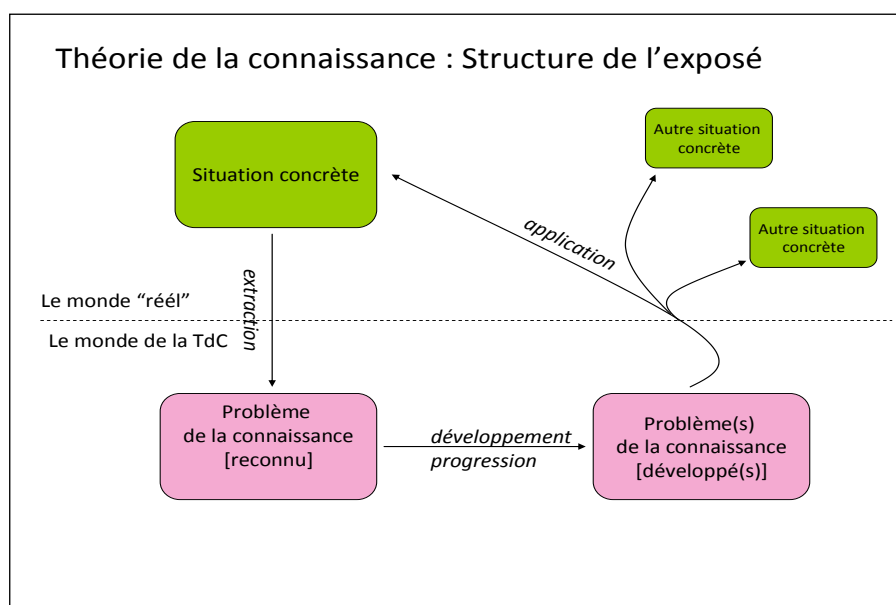 Théorie de la connaissance : Structure de l’exposé
Autre situation
concrète
Situation concrète
Autre situation
concrète
application
extraction
Le monde “réél”
Le monde de la TdC
Problème
de la connaissance
[reconnu]
développement
progression
Problème(s)
de la connaissance
[développé(s)]